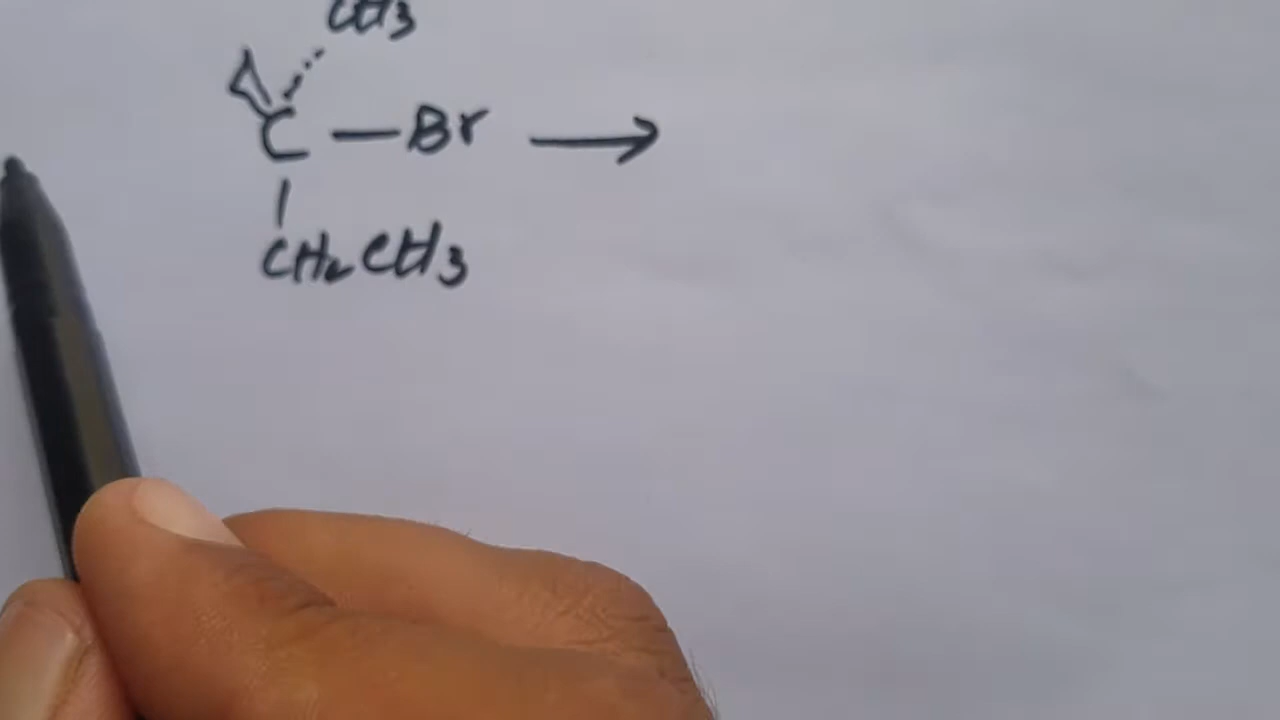 CH3
C — Br →
CH2CH3